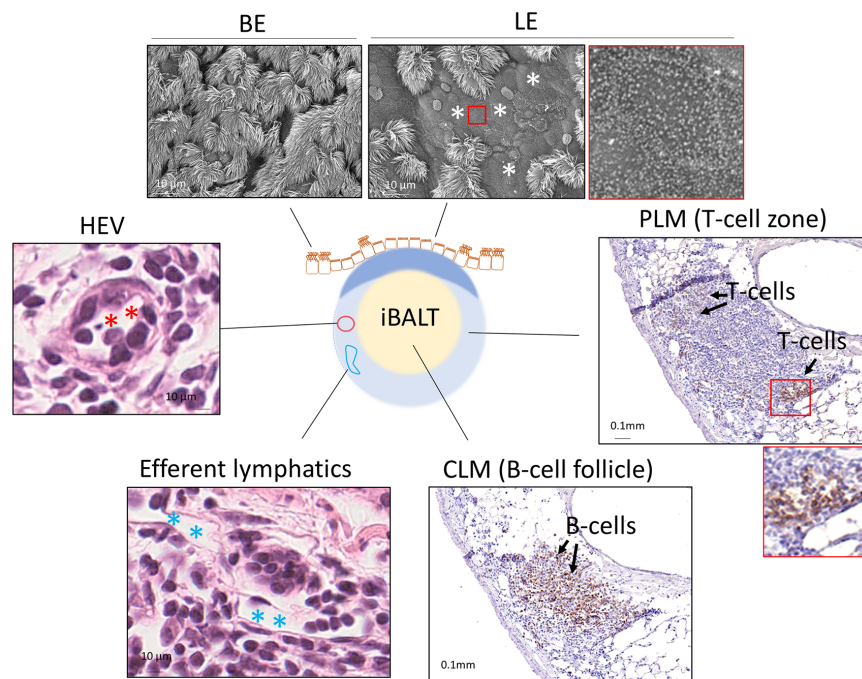 BE
LE
*
* *
*
10 μm
10 μm
HEV
PLM (T-cell zone)
T-cells
iBALT
* *
T-cells
10 μm
0.1mm
Efferent lymphatics
CLM (B-cell follicle)
* *
B-cells
* *
10 μm
0.1mm